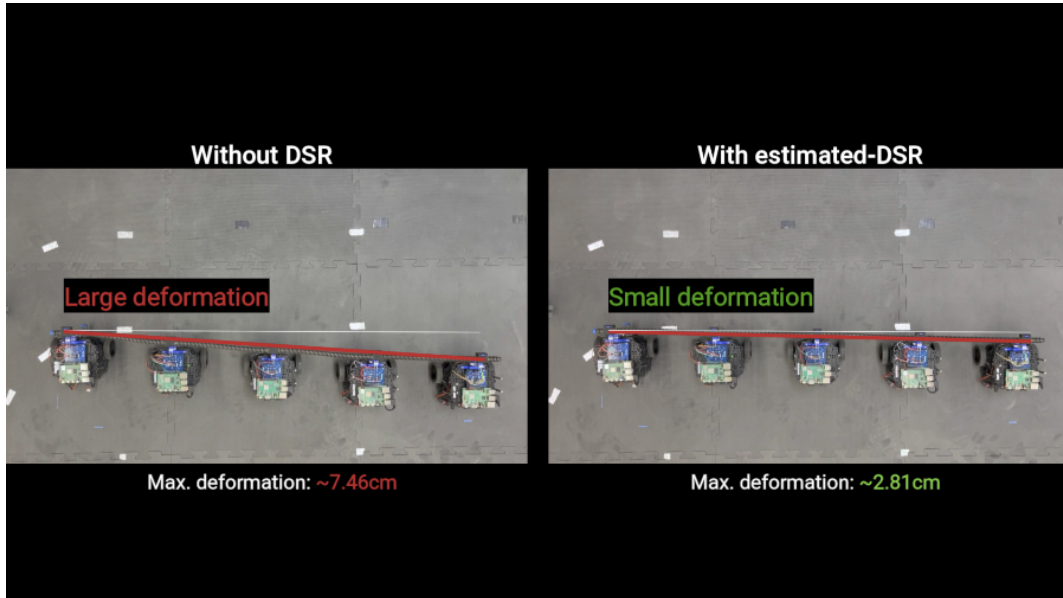 Without DSR
Large deformation
Max. deformation: ~7.46cm
With estimated-DSR
Small deformation
Max. deformation: ~2.81cm